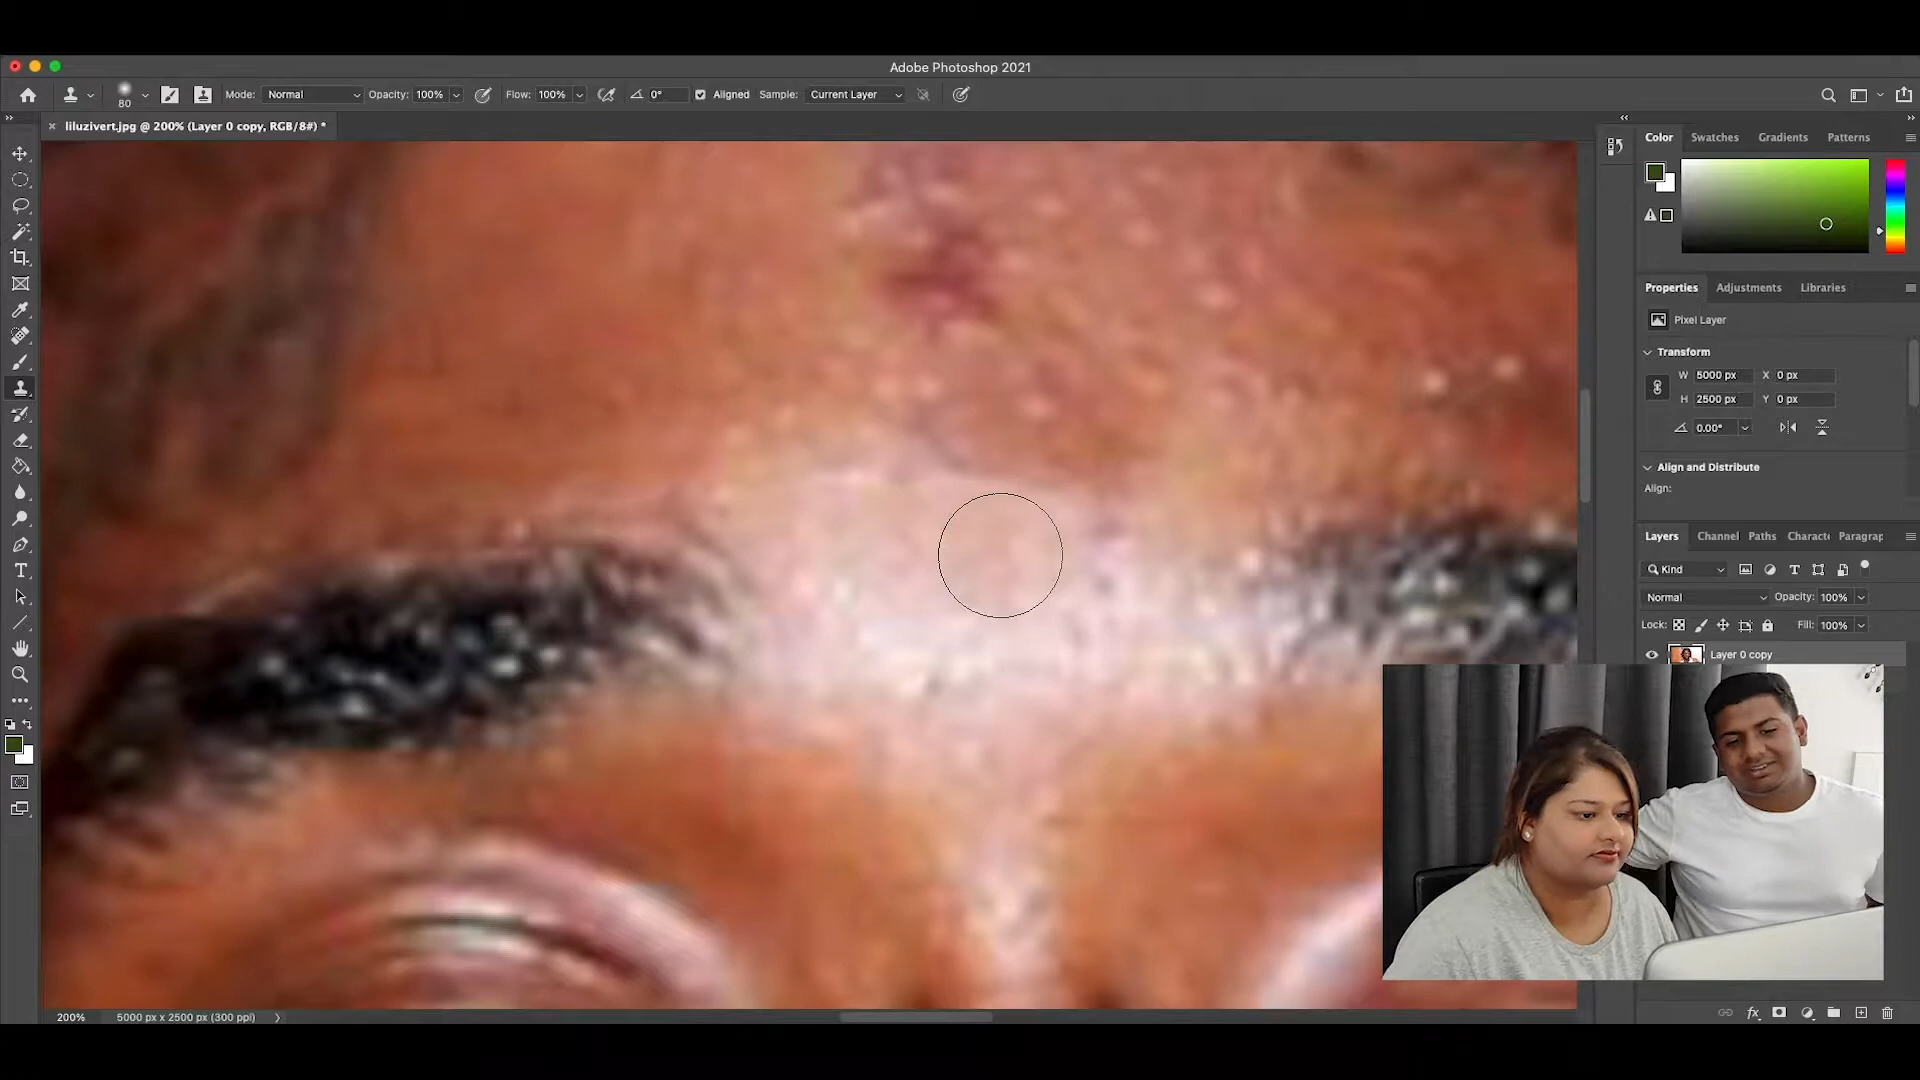 Adobe Photoshop 2021
80
Mode: Normal Opacity: 100% Flow: 100% 0° Aligned Sample: Current Layer
× liluzivert.jpg @ 200% (Layer 0 copy, RGB/8#) *
Color Swatches Gradients Patterns
Properties Adjustments Libraries
Pixel Layer
Transform
W 5000 px X 0 px
H 2500 px Y 0 px
0.00°
Align and Distribute
Align:
Layers Channel Paths Characte Paragrap
Kind
Normal Opacity: 100%
Lock: Fill: 100%
Layer 0 copy
200% 5000 px x 2500 px (300 ppi)